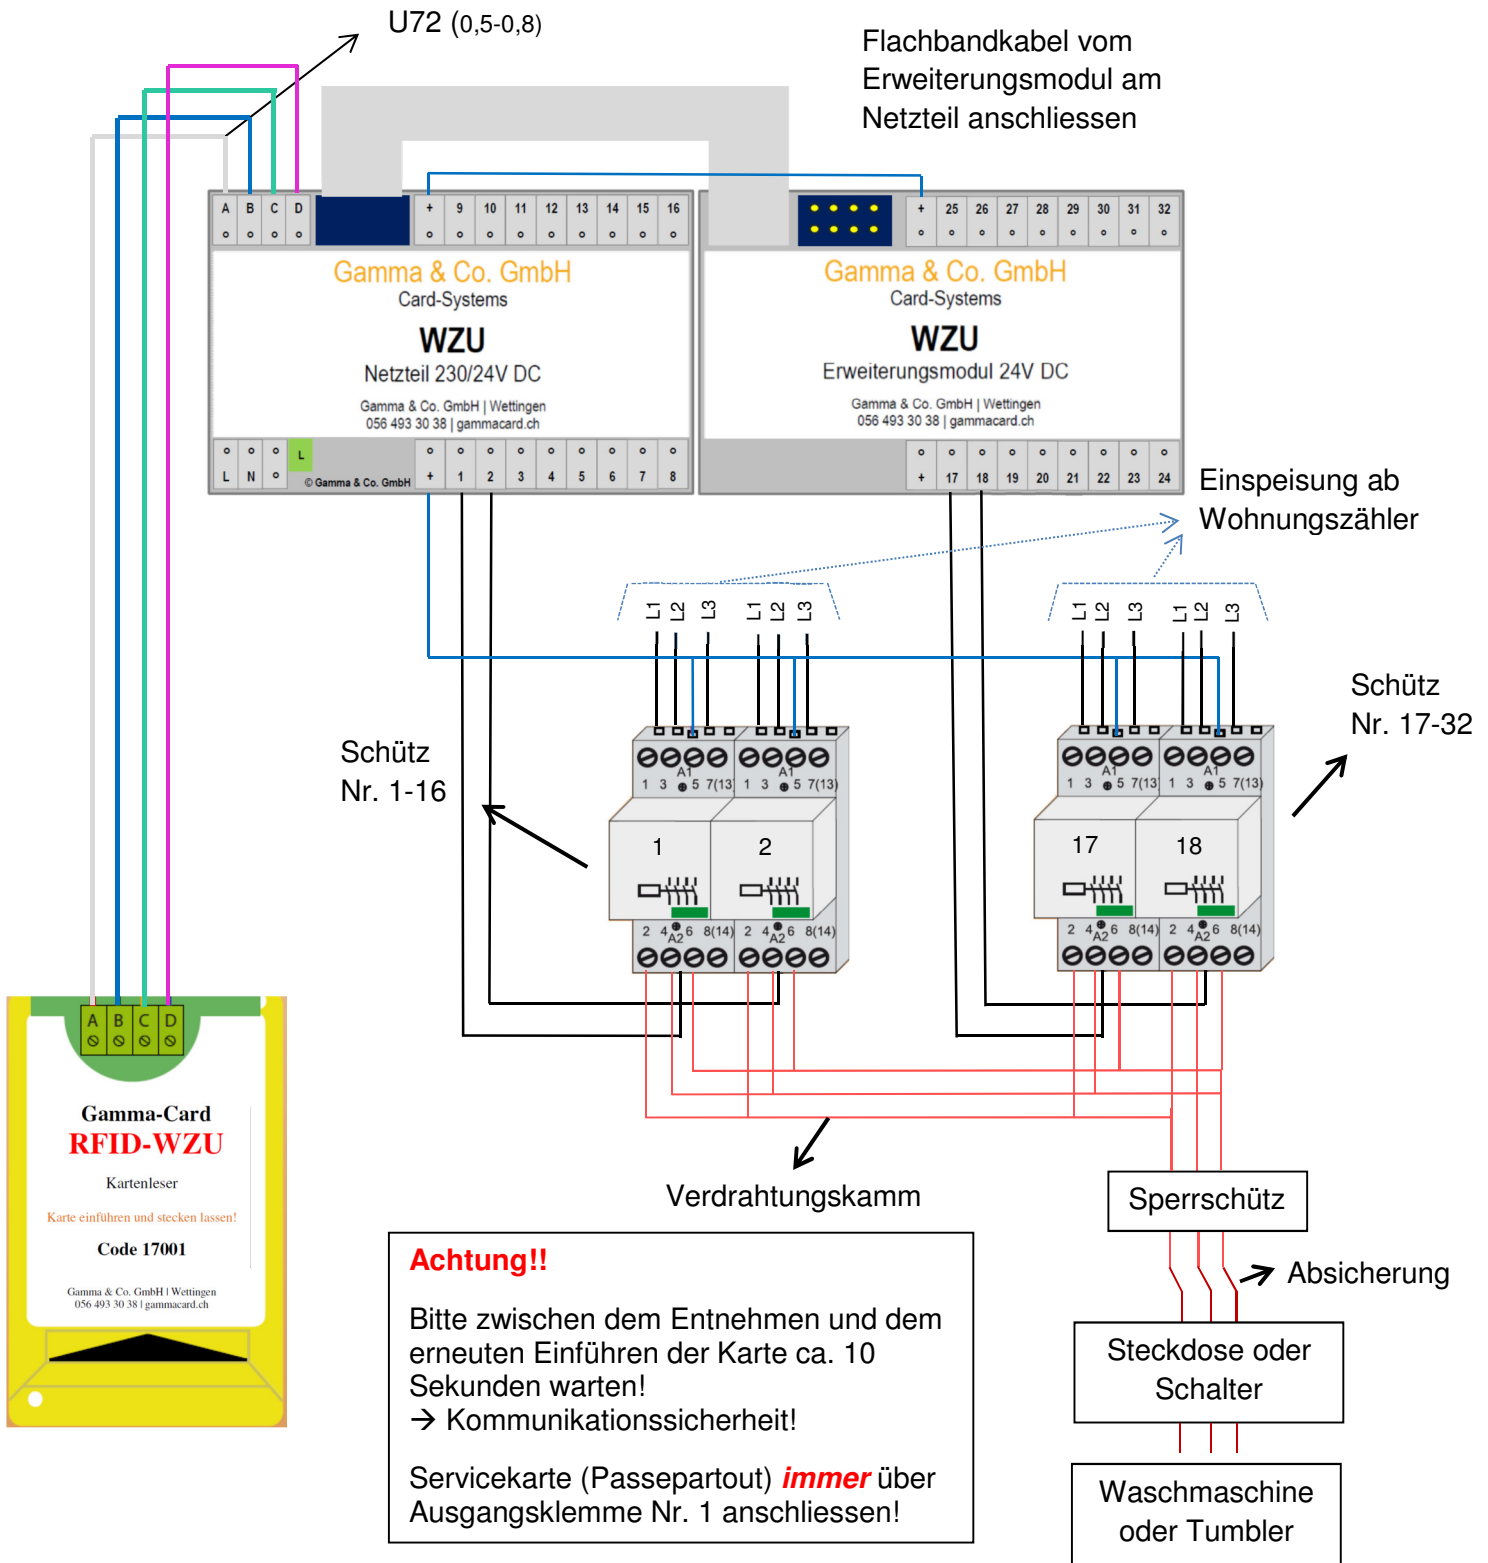 U72 (0,5-0,8)
Flachbandkabel vom
Erweiterungsmodul am
Netzteil anschliessen
A B C D + 9 10 11 12 13 14 15 16
+ 25 26 27 28 29 30 31 32
Gamma & Co. GmbH
Card-Systems
WZU
Netzteil 230/24V DC
Gamma & Co. GmbH | Wettingen
056 493 30 38 | gammacard.ch
L
L N © Gamma & Co. GmbH + 1 2 3 4 5 6 7 8
Gamma & Co. GmbH
Card-Systems
WZU
Erweiterungsmodul 24V DC
Gamma & Co. GmbH | Wettingen
056 493 30 38 | gammacard.ch
+ 17 18 19 20 21 22 23 24
Einspeisung ab
Wohnungszähler
L1 L2 L3 L1 L2 L3
L1 L2 L3 L1 L2 L3
Schütz
Nr. 17-32
Schütz
Nr. 1-16
A1 A1
1 3 5 7(13) 1 3 5 7(13)
1 2
2 4 6 8(14) 2 4 6 8(14)
A2 A2
A1 A1
1 3 5 7(13) 1 3 5 7(13)
17 18
2 4 6 8(14) 2 4 6 8(14)
A2 A2
A B C D
Gamma-Card
RFID-WZU
Kartenleser
Karte einführen und stecken lassen!
Code 17001
Gamma & Co. GmbH | Wettingen
056 493 30 38 | gammacard.ch
Verdrahtungskamm
Sperrschütz
Absicherung
Steckdose oder
Schalter
Waschmaschine
oder Tumbler
Achtung!!
Bitte zwischen dem Entnehmen und dem
erneuten Einführen der Karte ca. 10
Sekunden warten!
→ Kommunikationssicherheit!
Servicekarte (Passepartout) immer über
Ausgangsklemme Nr. 1 anschliessen!